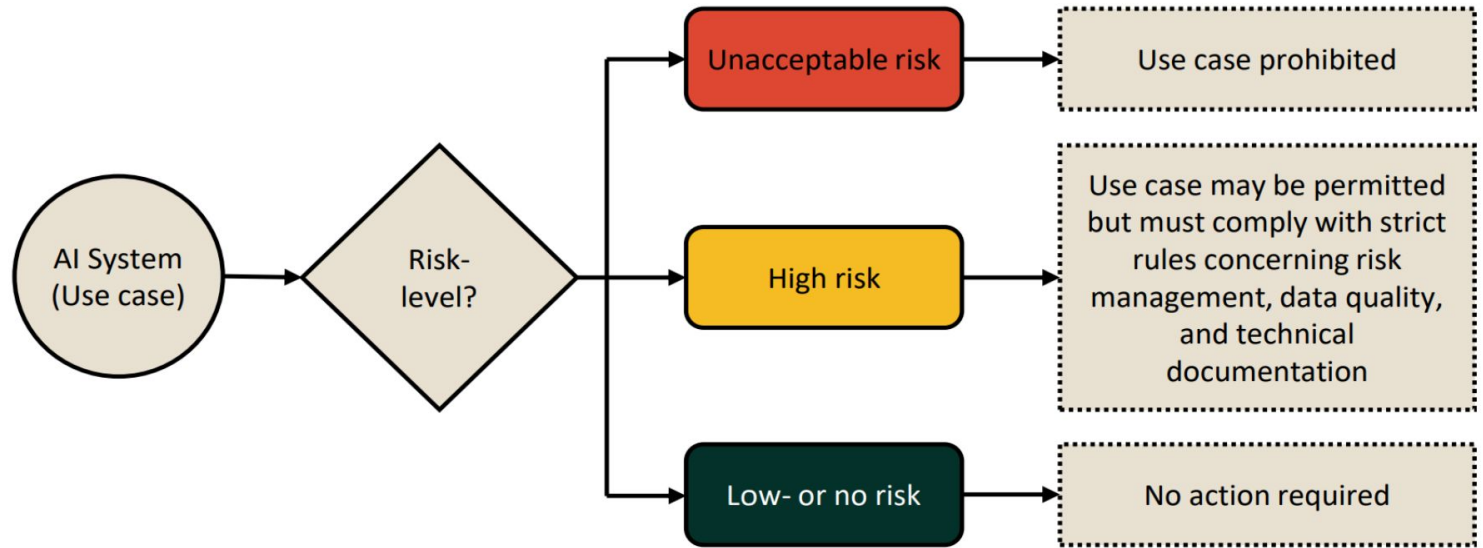 AI System
(Use case)
Risk-
level?
Unacceptable risk
Use case prohibited
High risk
Use case may be permitted
but must comply with strict
rules concerning risk
management, data quality,
and technical
documentation
Low- or no risk
No action required